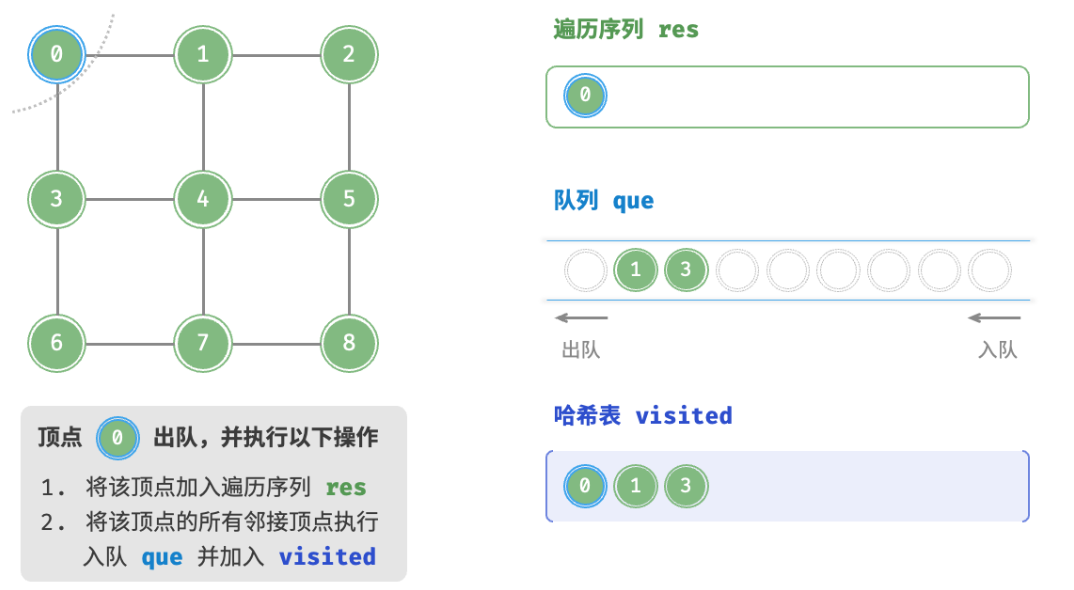 0 1 2
3 4 5
6 7 8
顶点 0 出队，并执行以下操作
1. 将该顶点加入遍历序列 res
2. 将该顶点的所有邻接顶点执行
入队 que 并加入 visited
遍历序列 res
0
队列 que
1 3
出队 入队
哈希表 visited
0 1 3